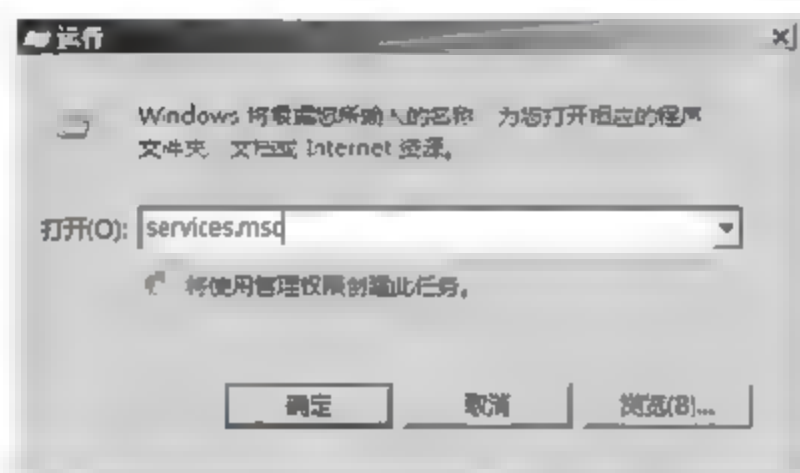 运行
Windows 将根据您所输入的名称，为您打开相应的程序、
文件夹、文档或 Internet 资源。
打开(O): services.msc
将使用管理权限创建此任务。
确定 取消 浏览(B)...